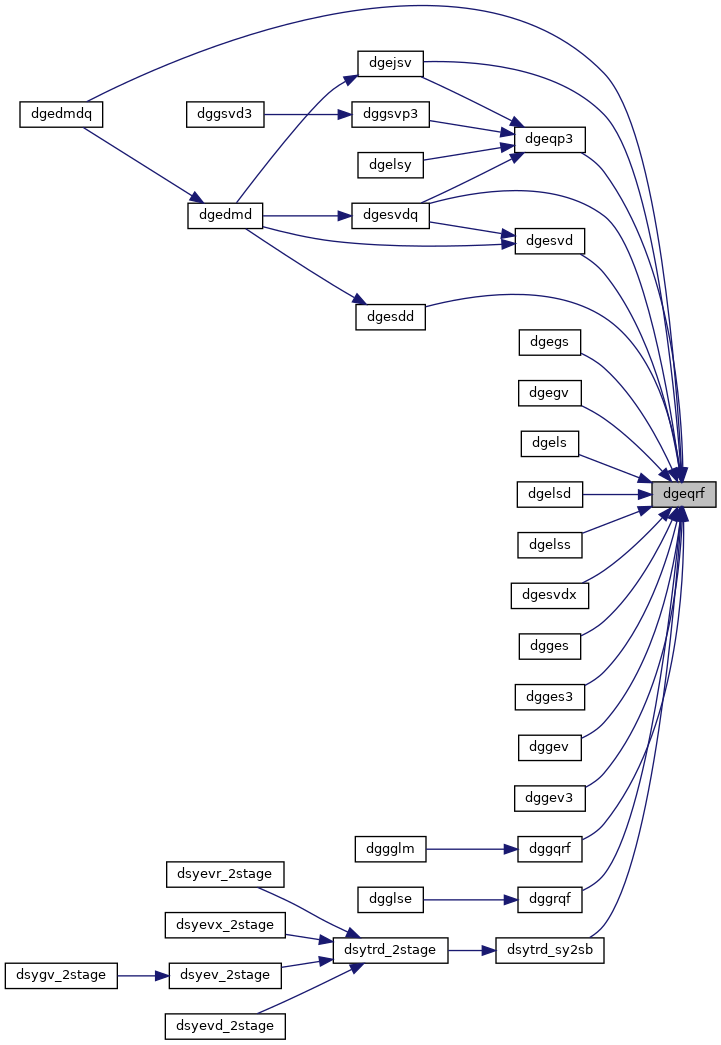 dgejsv
dgedmdq
dggsvd3
dggsvp3
dgeqp3
dgelsy
dgedmd
dgesvdq
dgesvd
dgesdd
dgegs
dgegv
dgels
dgelsd
dgeqrf
dgelss
dgesvdx
dgges
dgges3
dggev
dggev3
dggglm
dggqrf
dsyevr_2stage
dgglse
dggrqf
dsyevx_2stage
dsytrd_2stage
dsytrd_sy2sb
dsygv_2stage
dsyev_2stage
dsyevd_2stage